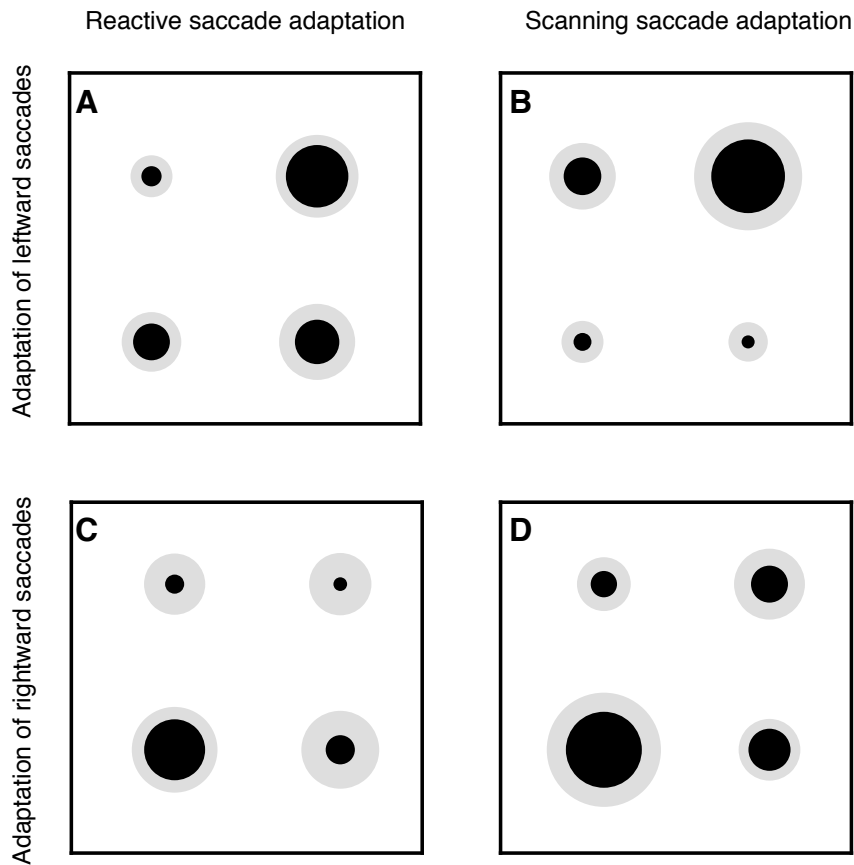 Reactive saccade adaptation
Scanning saccade adaptation
Adaptation of leftward saccades
A
B
Adaptation of rightward saccades
C
D